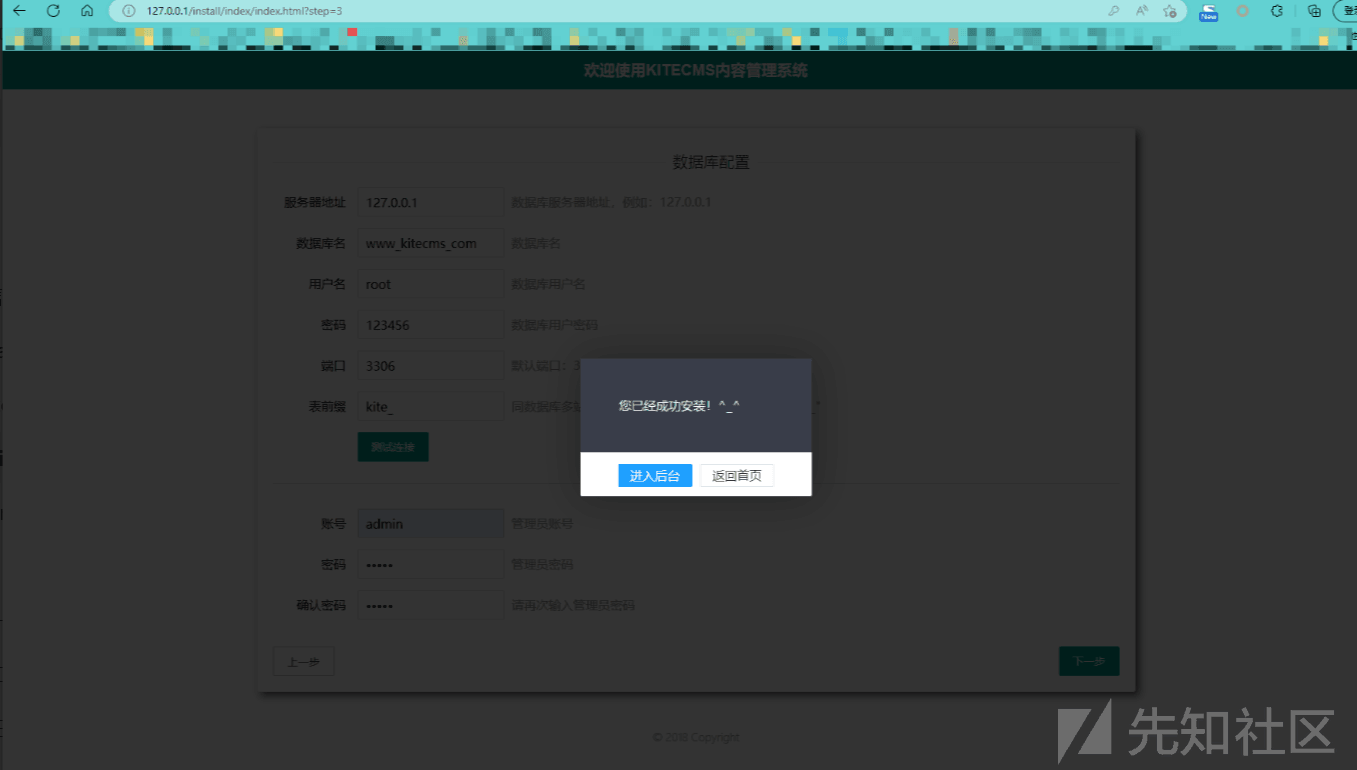 127.0.0.1/install/index/index.html?step=3
New
欢迎使用KITECMS内容管理系统
数据库配置
服务器地址 127.0.0.1 数据库服务器地址，例如：127.0.0.1
数据库名 www_kitecms_com 数据库名
用户名 root 数据库用户名
密码 123456 数据库用户密码
端口 3306 默认端口：3
表前缀 kite_ 同数据库多
测试连接
您已经成功安装！^_^
进入后台 返回首页
账号 admin 管理员账号
密码 ••••• 管理员密码
确认密码 ••••• 请再次输入管理员密码
上一步 下一步
© 2019 Copyright
先知社区